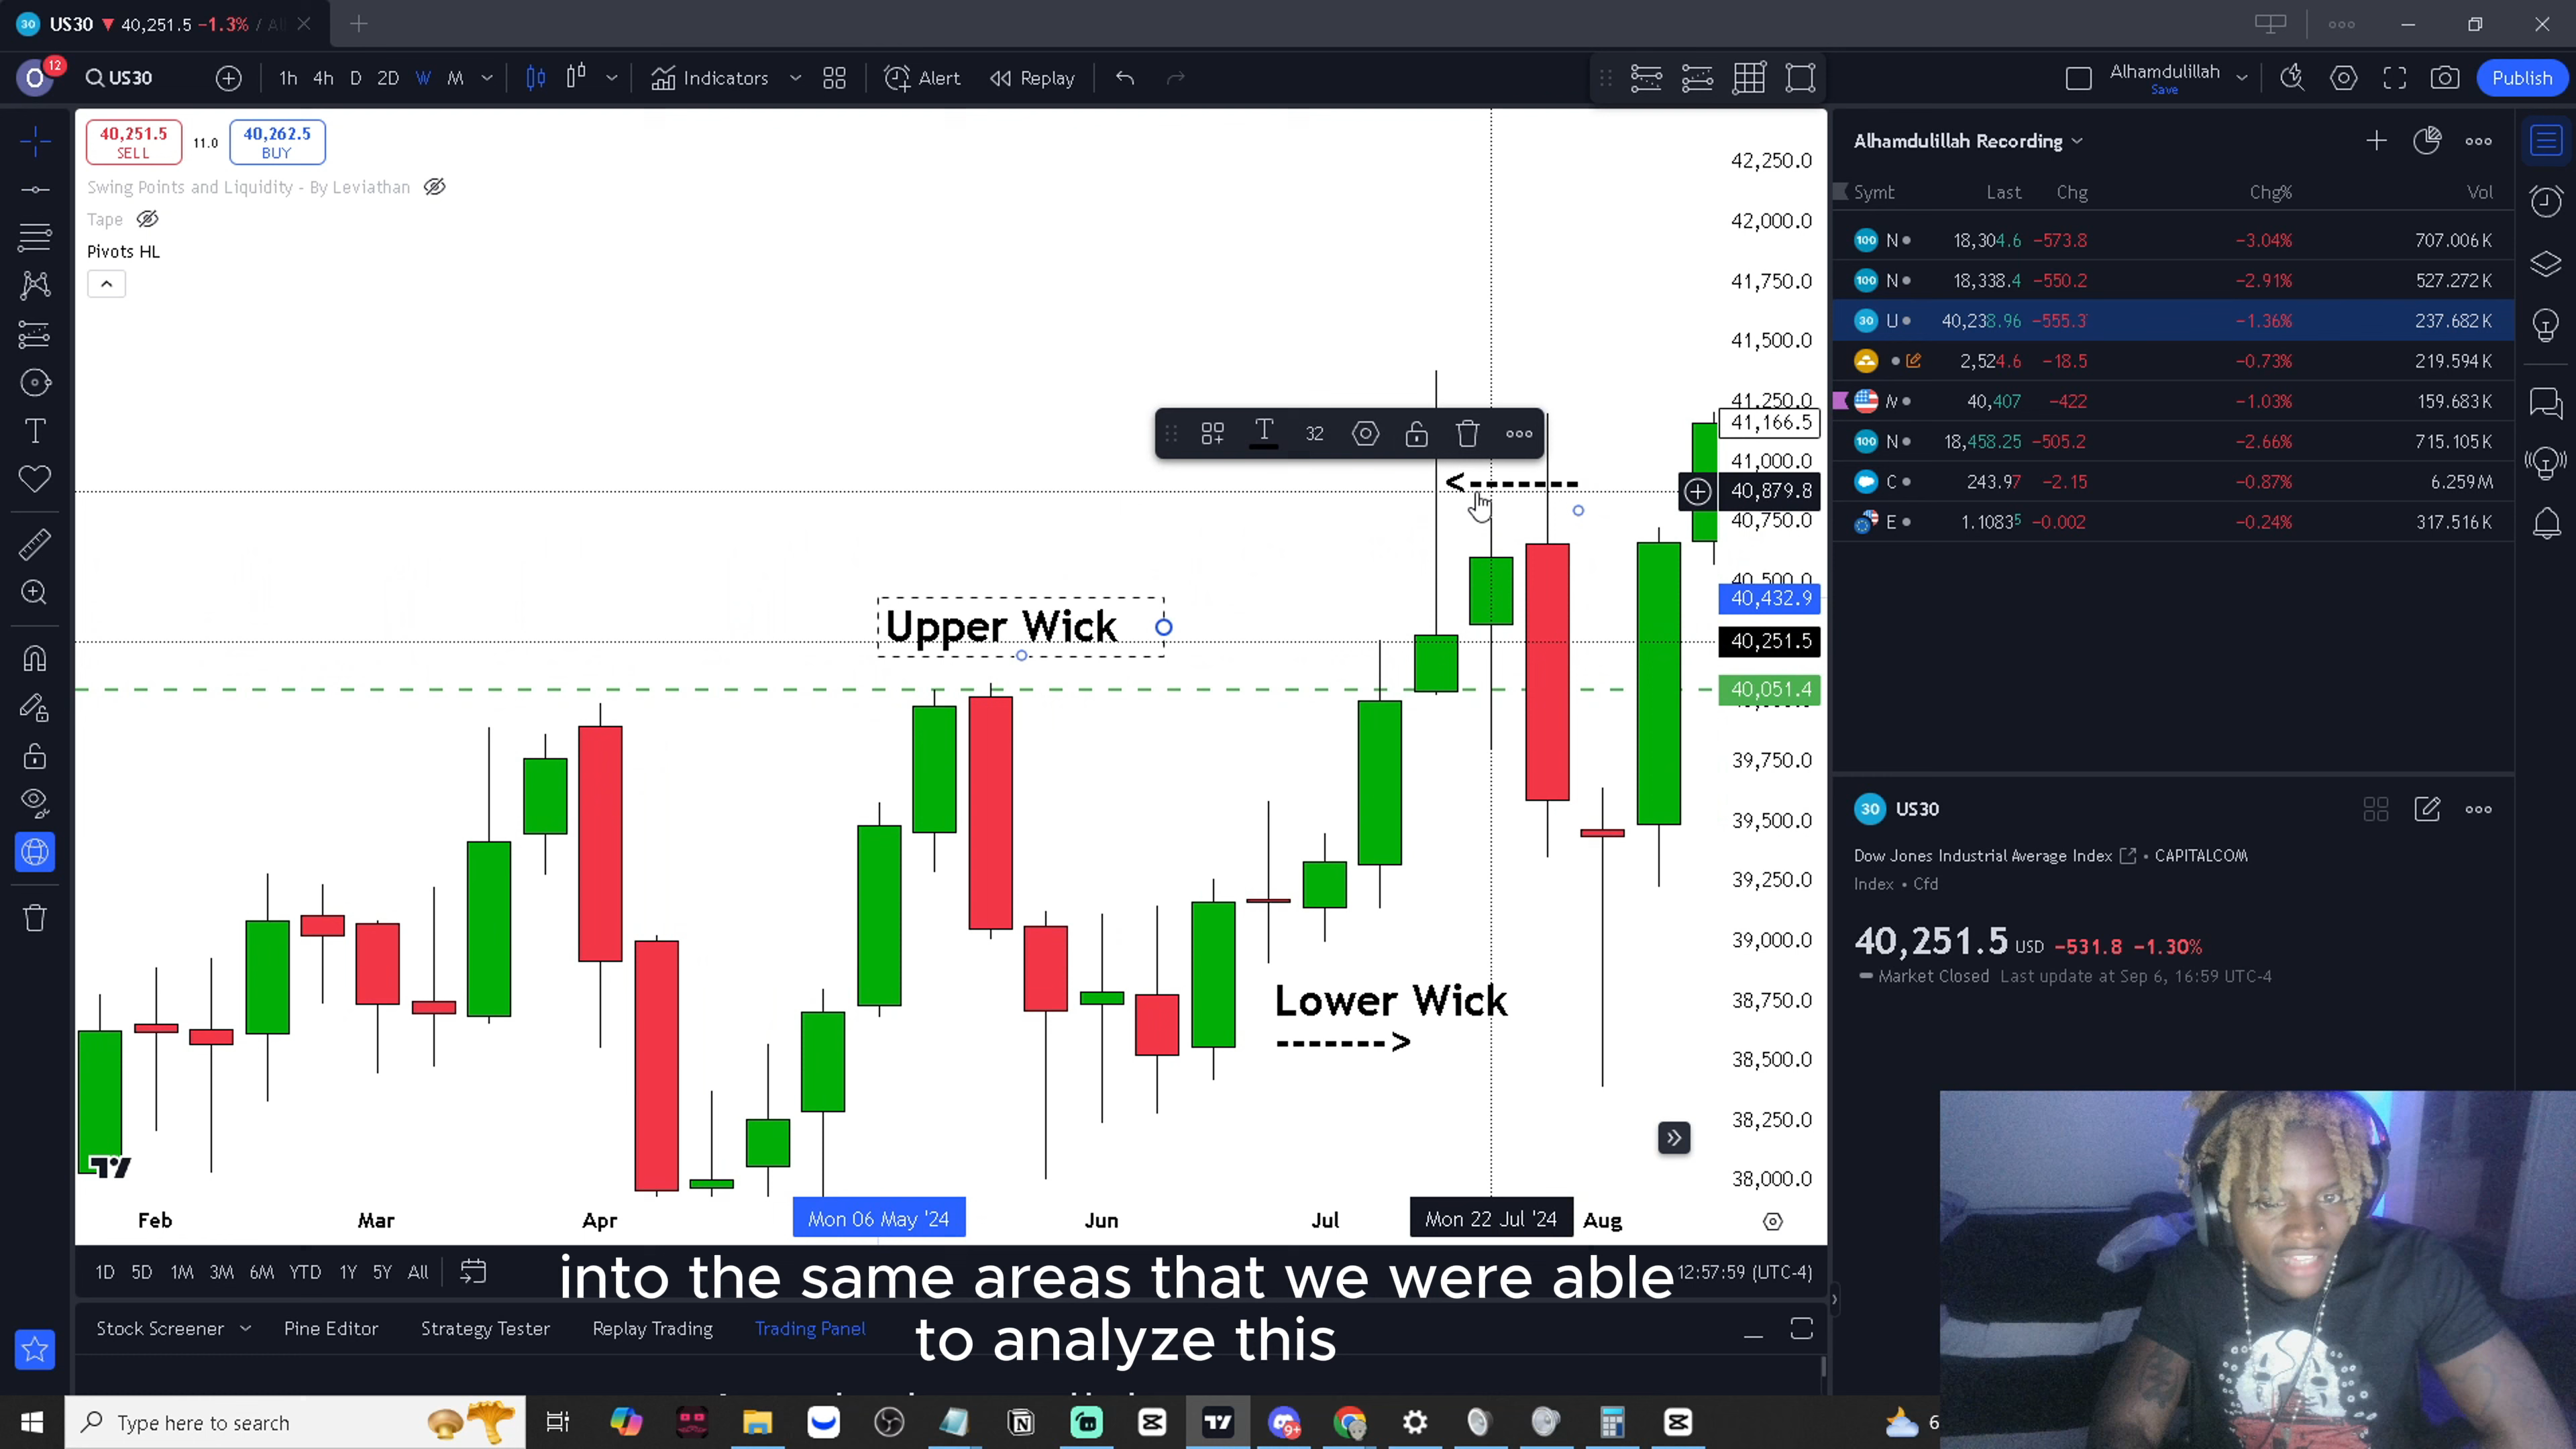 US30 ▼ 40,251.5 −1.3% / Al
12
O
US30
1h 4h D 2D W M
Indicators
Alert
Replay
Alhamdulillah
Save
Publish
40,251.5
SELL
11.0
40,262.5
BUY
Swing Points and Liquidity - By Leviathan
Tape
Pivots HL
32
Upper Wick
<-------
Lower Wick
------->
42,250.0
42,000.0
41,750.0
41,500.0
41,250.0
41,166.5
41,000.0
40,879.8
40,750.0
40,500.0
40,432.9
40,251.5
40,051.4
39,750.0
39,500.0
39,250.0
39,000.0
38,750.0
38,500.0
38,250.0
38,000.0
Feb Mar Apr Mon 06 May '24 Jun Jul Mon 22 Jul '24 Aug
1D 5D 1M 3M 6M YTD 1Y 5Y All
12:57:59 (UTC-4)
into the same areas that we were able
to analyze this
Stock Screener Pine Editor Strategy Tester Replay Trading Trading Panel
Alhamdulillah Recording
Symt Last Chg Chg% Vol
100 N 18,304.6 −573.8 −3.04% 707.006K
100 N 18,338.4 −550.2 −2.91% 527.272K
30 U 40,238.96 −555.3 −1.36% 237.682K
2,524.6 −18.5 −0.73% 219.594K
40,407 −422 −1.03% 159.683K
100 N 18,458.25 −505.2 −2.66% 715.105K
C 243.97 −2.15 −0.87% 6.259M
E 1.10835 −0.002 −0.24% 317.516K
30 US30
Dow Jones Industrial Average Index • CAPITALCOM
Index • Cfd
40,251.5 USD −531.8 −1.30%
Market Closed Last update at Sep 6, 16:59 UTC-4
Type here to search
9+
6